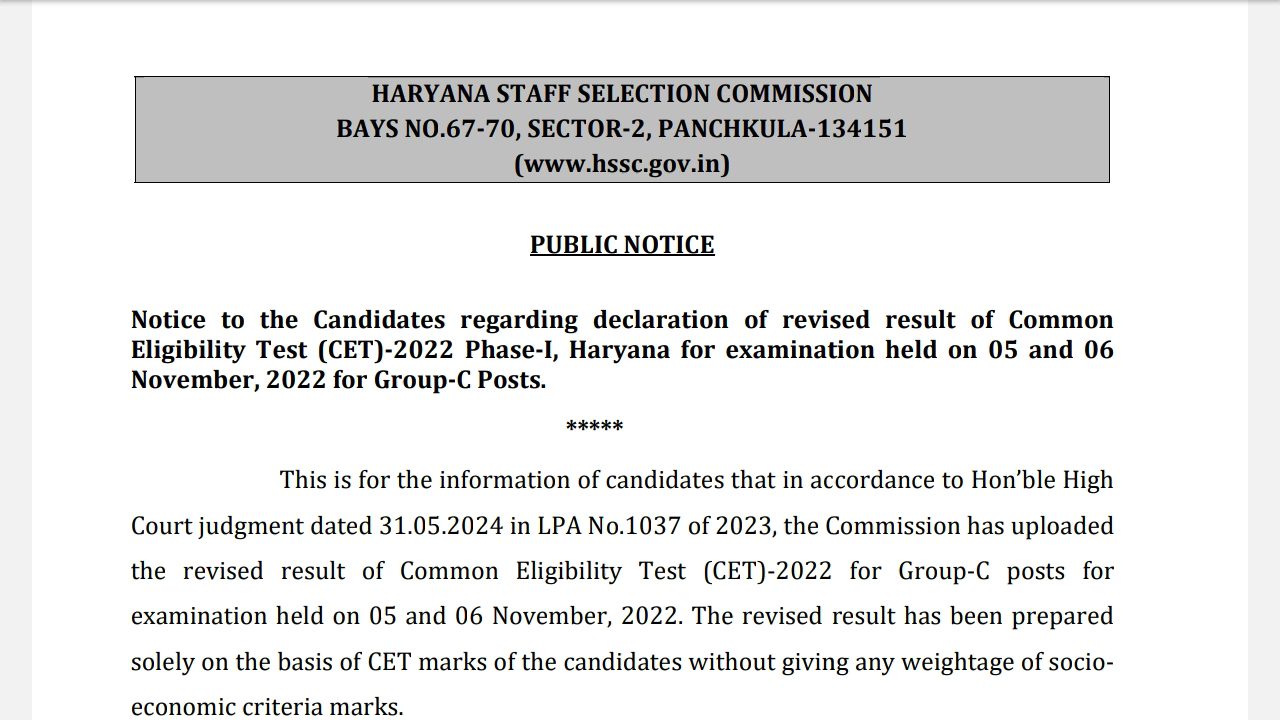 HARYANA STAFF SELECTION COMMISSION
BAYS NO.67-70, SECTOR-2, PANCHKULA-134151
(www.hssc.gov.in)
PUBLIC NOTICE
Notice to the Candidates regarding declaration of revised result of Common
Eligibility Test (CET)-2022 Phase-I, Haryana for examination held on 05 and 06
November, 2022 for Group-C Posts.
*****
This is for the information of candidates that in accordance to Hon’ble High
Court judgment dated 31.05.2024 in LPA No.1037 of 2023, the Commission has uploaded
the revised result of Common Eligibility Test (CET)-2022 for Group-C posts for
examination held on 05 and 06 November, 2022. The revised result has been prepared
solely on the basis of CET marks of the candidates without giving any weightage of socio-
economic criteria marks.